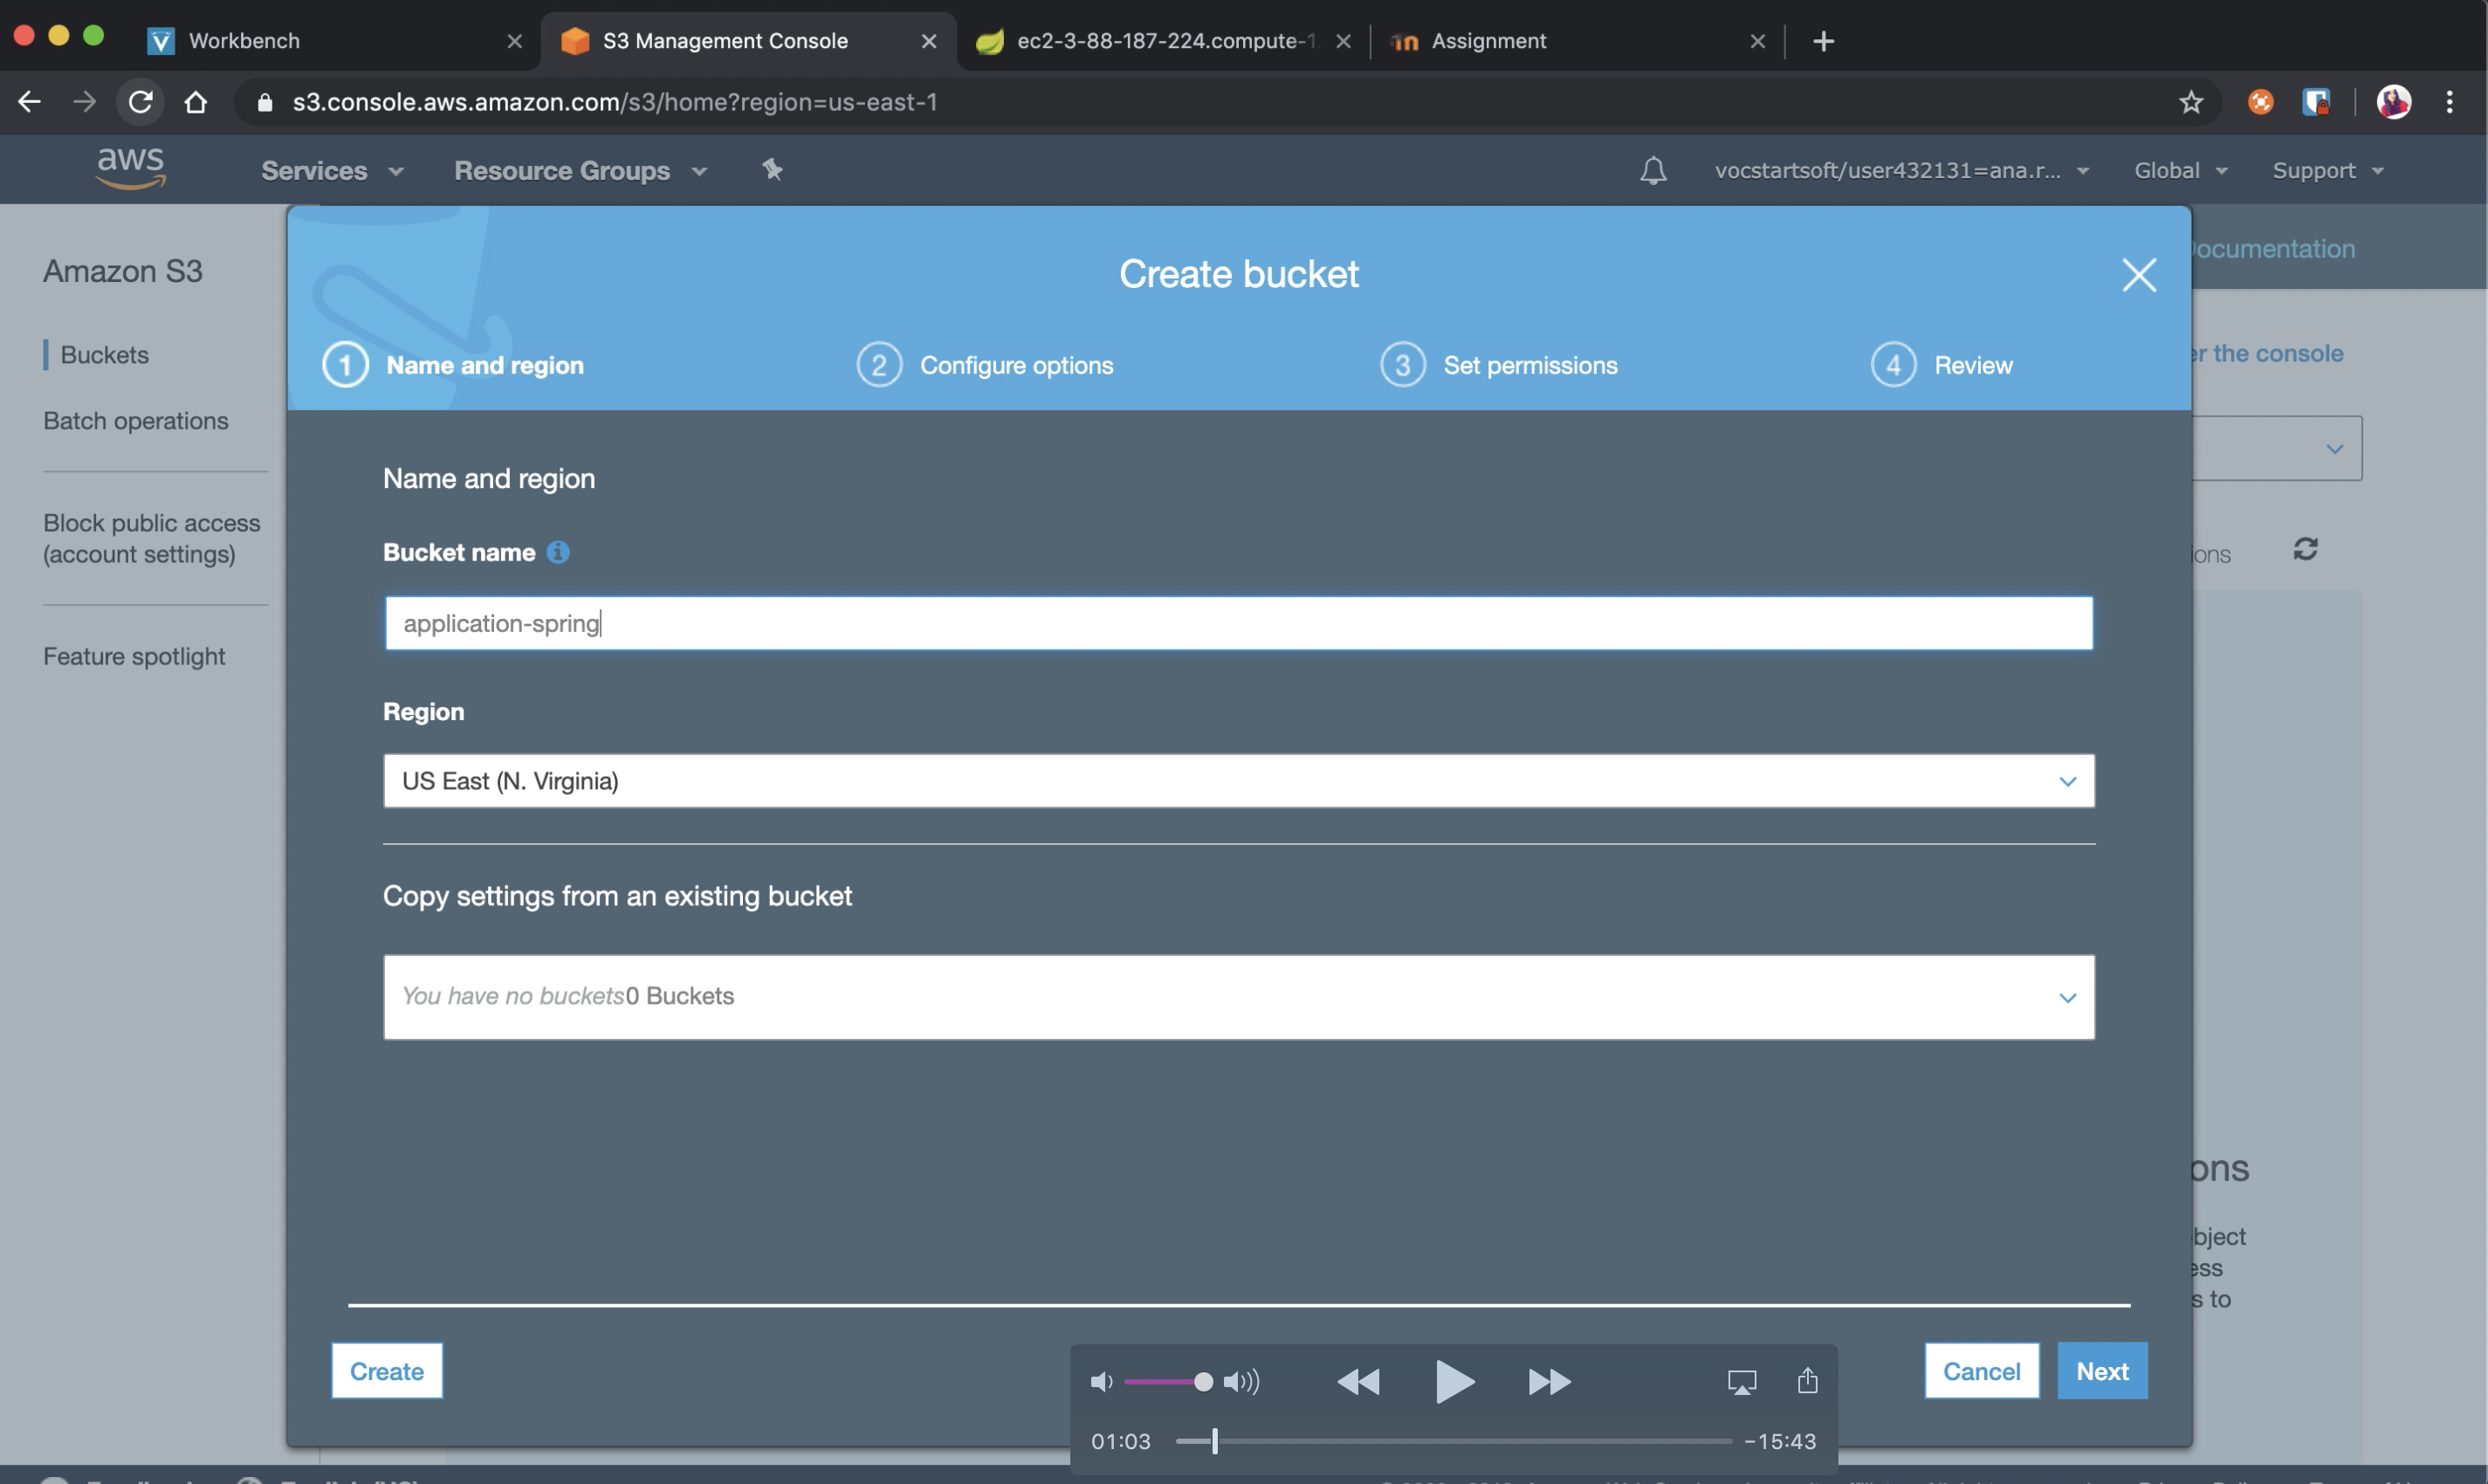 Workbench
S3 Management Console
ec2-3-88-187-224.compute-1.
Assignment
s3.console.aws.amazon.com/s3/home?region=us-east-1
aws
Services
Resource Groups
vocstartsoft/user432131=ana.r...
Global
Support
Amazon S3
Buckets
Batch operations
Block public access
(account settings)
Feature spotlight
Create bucket
Documentation
1 Name and region
2 Configure options
3 Set permissions
4 Review
er the console
Name and region
Bucket name
ions
application-spring
Region
US East (N. Virginia)
Copy settings from an existing bucket
You have no buckets0 Buckets
ons
bject
ess
s to
Create
Cancel
Next
01:03
-15:43